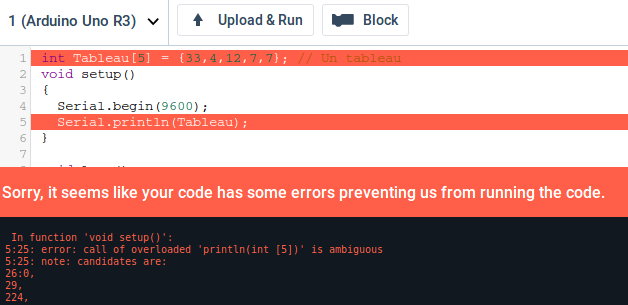 1 (Arduino Uno R3) Upload & Run Block
1 int Tableau[5] = {33,4,12,7,7}; // Un tableau
2 void setup()
3 {
4 Serial.begin(9600);
5 Serial.println(Tableau);
6 }
7
Sorry, it seems like your code has some errors preventing us from running the code.
In function 'void setup()':
5:25: error: call of overloaded 'println(int [5])' is ambiguous
5:25: note: candidates are:
26:0,
29,
224,